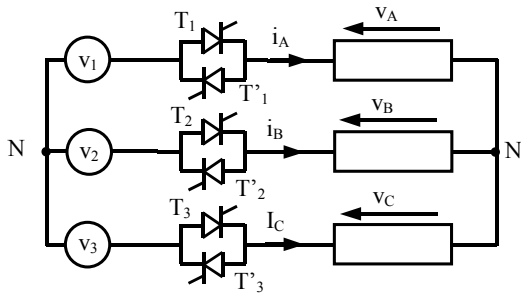 T1 iA vA
v1
T'1
T2 iB vB
N v2 N
T'2
T3 IC vC
v3
T'3